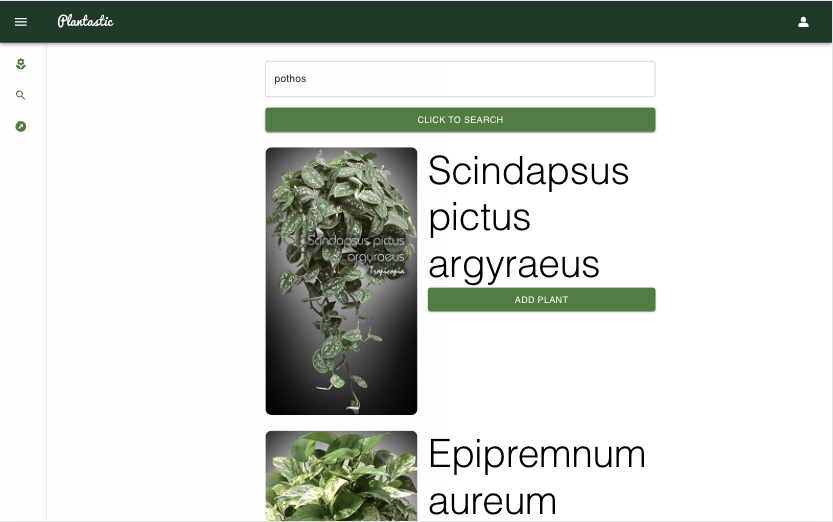 Plantastic
pothos
CLICK TO SEARCH
Scindapsus pictus
argyraeus
Tropicopia
Scindapsus
pictus
argyraeus
ADD PLANT
Epipremnum
aureum